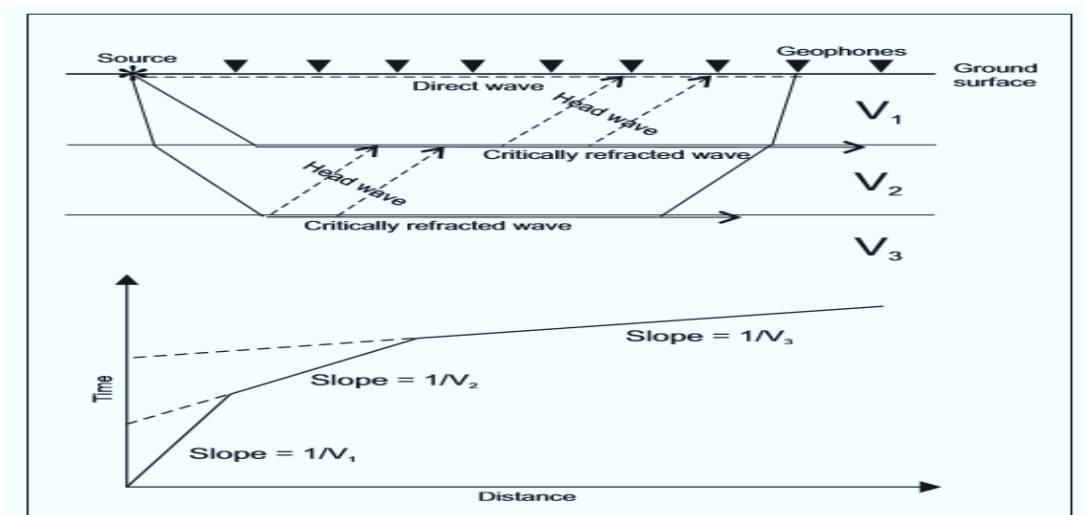 Source
Geophones
Ground
surface
Direct wave
V₁
Head wave
Critically refracted wave
Head wave
V₂
Critically refracted wave
V₃
Slope = 1/V₃
Slope = 1/V₂
Time
Slope = 1/V₁
Distance